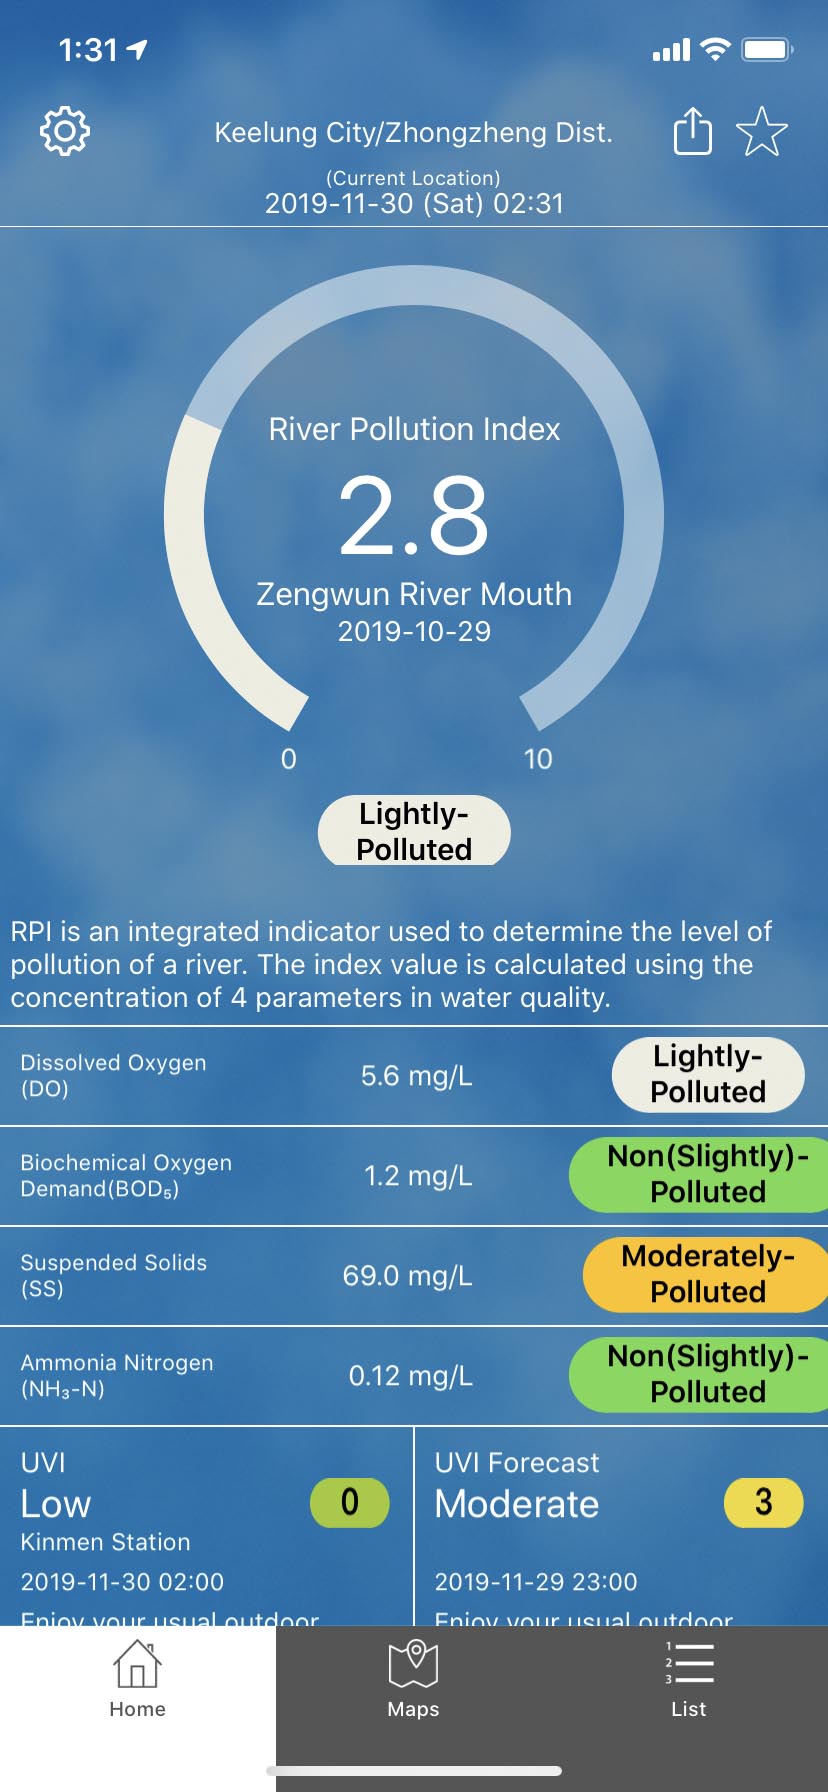 1:31
Keelung City/Zhongzheng Dist.
(Current Location)
2019-11-30 (Sat) 02:31
River Pollution Index
2.8
Zengwun River Mouth
2019-10-29
0
10
Lightly-
Polluted
RPI is an integrated indicator used to determine the level of
pollution of a river. The index value is calculated using the
concentration of 4 parameters in water quality.
Dissolved Oxygen
(DO)
5.6 mg/L
Lightly-
Polluted
Biochemical Oxygen
Demand(BOD₅)
1.2 mg/L
Non(Slightly)-
Polluted
Suspended Solids
(SS)
69.0 mg/L
Moderately-
Polluted
Ammonia Nitrogen
(NH₃-N)
0.12 mg/L
Non(Slightly)-
Polluted
UVI
Low
0
Kinmen Station
2019-11-30 02:00
Enjoy your usual outdoor
UVI Forecast
Moderate
3
2019-11-29 23:00
Enjoy your usual outdoor
Home
1
2
3
Maps
List